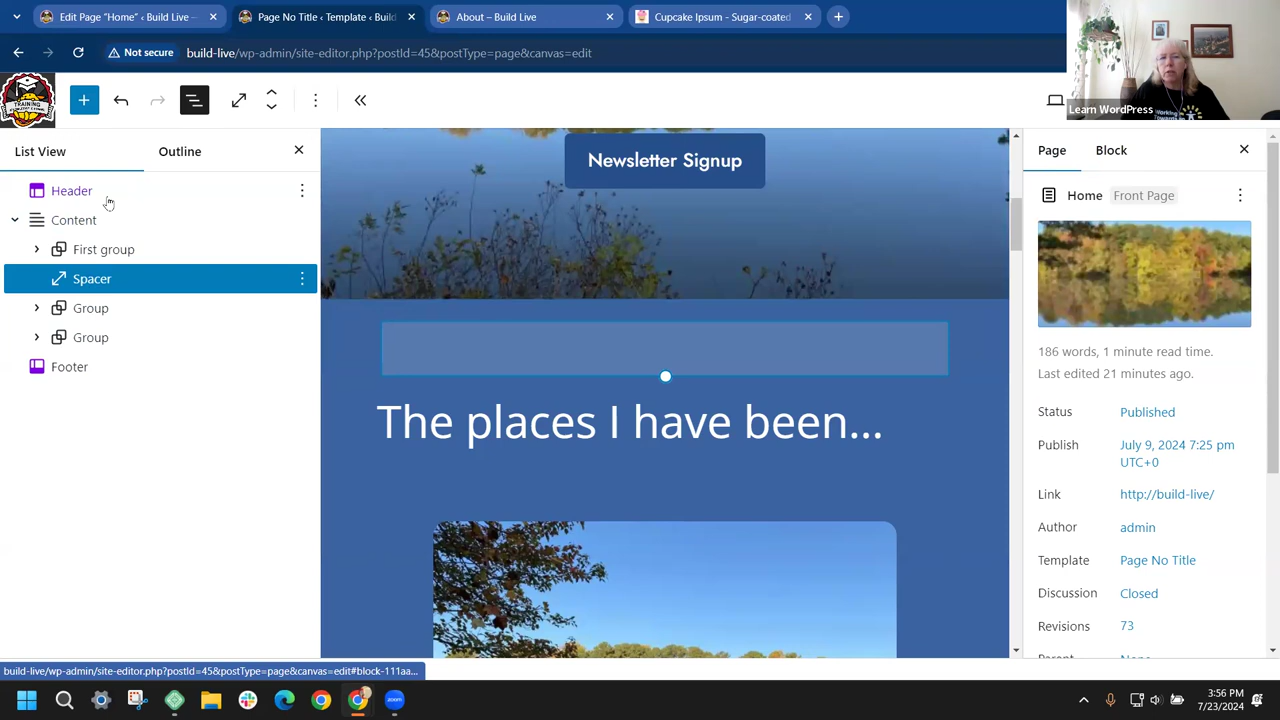 Edit Page "Home" ‹ Build Live –
Page No Title ‹ Template ‹ Build
About – Build Live
Cupcake Ipsum - Sugar-coated
Not secure
build-live/wp-admin/site-editor.php?postId=45&postType=page&canvas=edit
TRAINING
Learn WordPress
List View
Outline
Header
Content
First group
Spacer
Group
Group
Footer
Newsletter Signup
The places I have been...
Page
Block
Home
Front Page
186 words, 1 minute read time.
Last edited 21 minutes ago.
Status
Published
Publish
July 9, 2024 7:25 pm
UTC+0
Link
http://build-live/
Author
admin
Template
Page No Title
Discussion
Closed
Revisions
73
build-live/wp-admin/site-editor.php?postId=45&postType=page&canvas=edit#block-111aa...
zoom
3:56 PM
7/23/2024